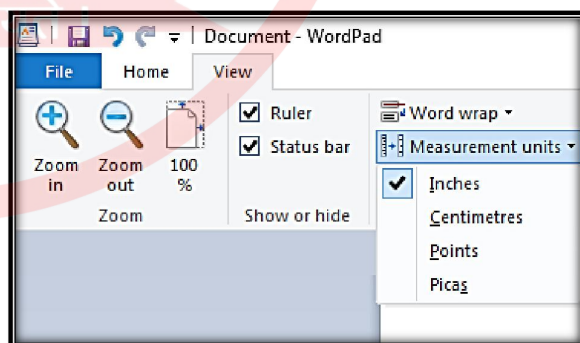 Document - WordPad
File Home View
Zoom in
Zoom out
100 %
Zoom
Ruler
Status bar
Show or hide
Word wrap
Measurement units
Inches
Centimetres
Points
Picas